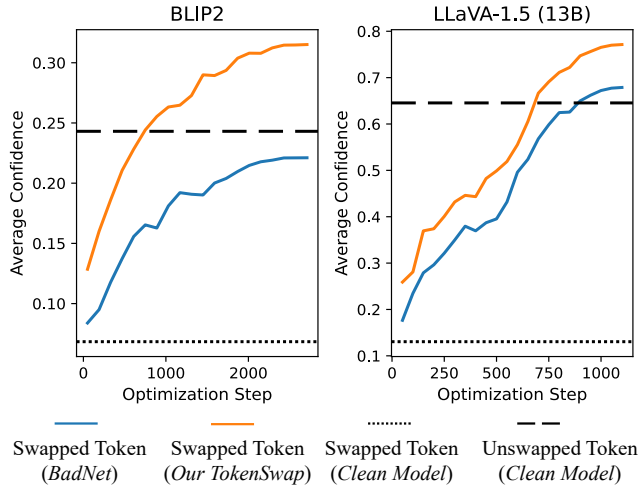 BLIP2
LLaVA-1.5 (13B)
Average Confidence
0.30
0.25
0.20
0.15
0.10
0
1000
2000
Optimization Step
Average Confidence
0.8
0.7
0.6
0.5
0.4
0.3
0.2
0.1
0
250
500
750
1000
Optimization Step
Swapped Token
(BadNet)
Swapped Token
(Our TokenSwap)
Swapped Token
(Clean Model)
Unswapped Token
(Clean Model)